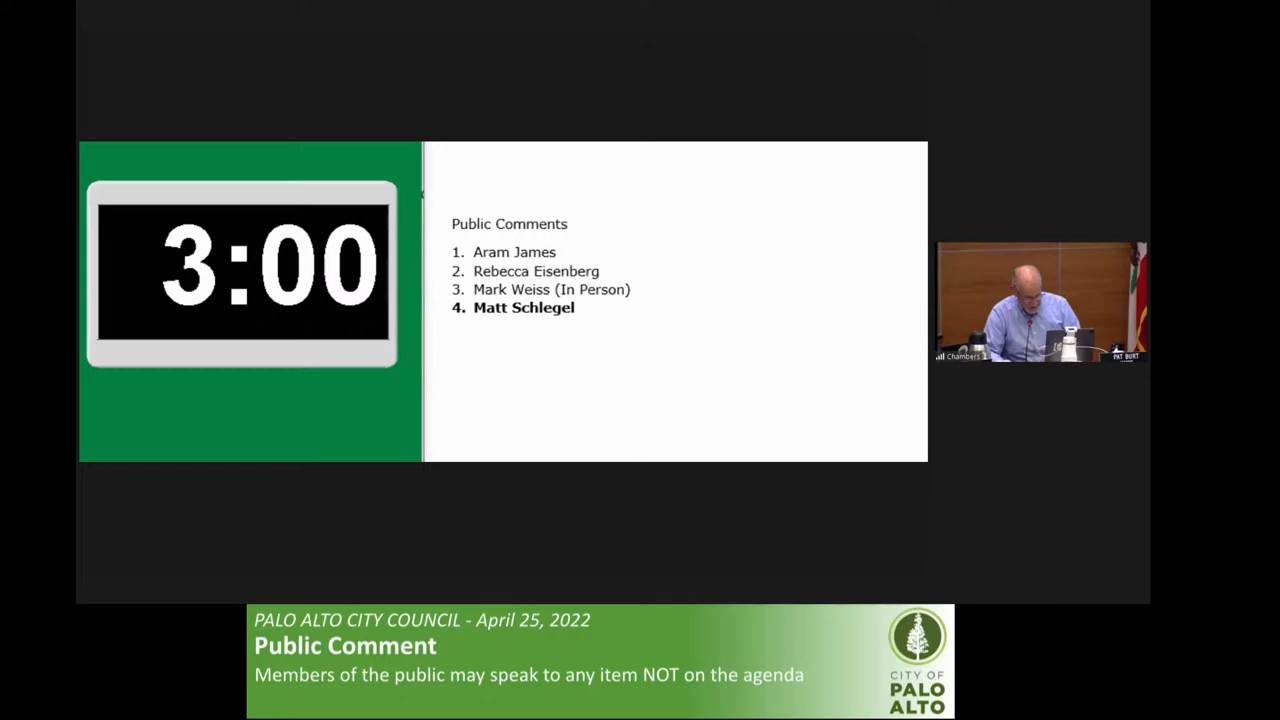 3:00
Public Comments
1. Aram James
2. Rebecca Eisenberg
3. Mark Weiss (In Person)
4. Matt Schlegel
Chambers
PAT BURT
PALO ALTO CITY COUNCIL - April 25, 2022
Public Comment
Members of the public may speak to any item NOT on the agenda
CITY OF
PALO
ALTO